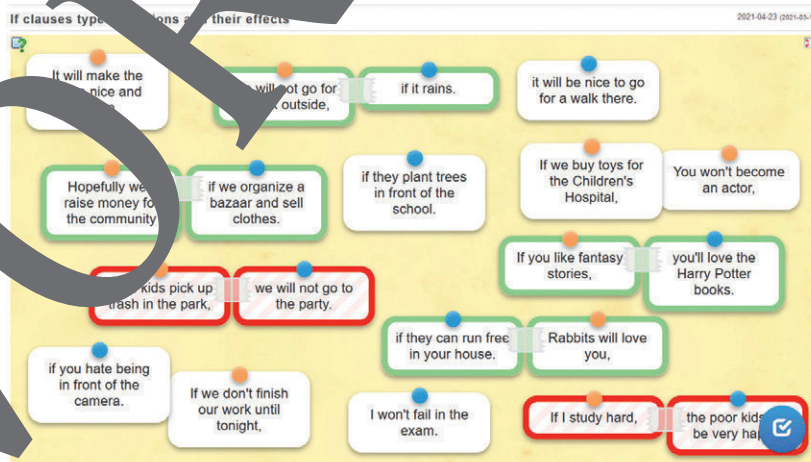 If clauses type and their effects
2021-04-23
It will make the
nice and
will not go for
outside,
if it rains.
it will be nice to go
for a walk there.
Hopefully we
raise money
the community
if we organize a
bazaar and sell
clothes.
if they plant trees
in front of the
school.
If we buy toys for
the Children's
Hospital,
You won't become
an actor,
If you like fantasy
stories,
you'll love the
Harry Potter
books.
kids pick up
trash in the park,
we will not go to
the party.
if they can run free
in your house.
Rabbits will love
you,
if you hate being
in front of the
camera.
If we don't finish
our work until
tonight,
I won't fail in the
exam.
If I study hard,
the poor kids
be very